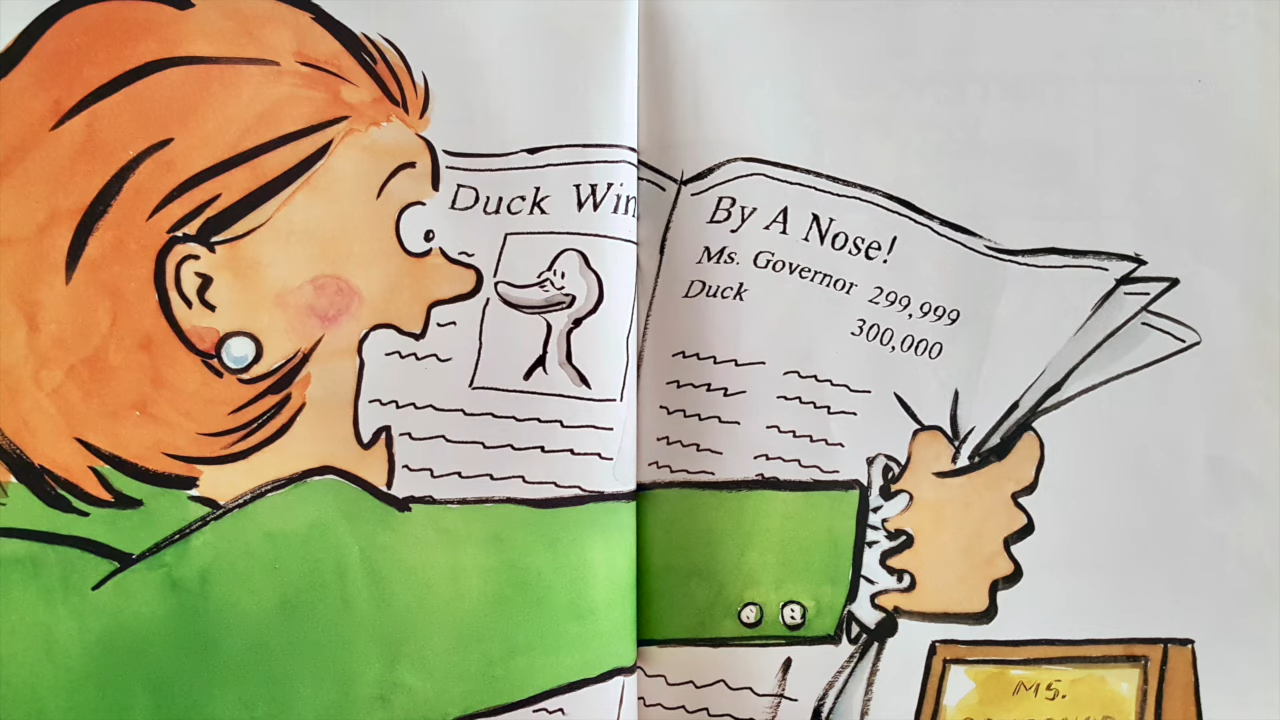 Duck Win
By A Nose!
Ms. Governor 299,999
Duck 300,000
MS.